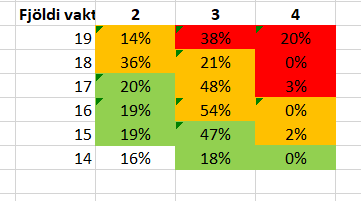 Fjöldi vakt 2 3 4
19 14% 38% 20%
18 36% 21% 0%
17 20% 48% 3%
16 19% 54% 0%
15 19% 47% 2%
14 16% 18% 0%